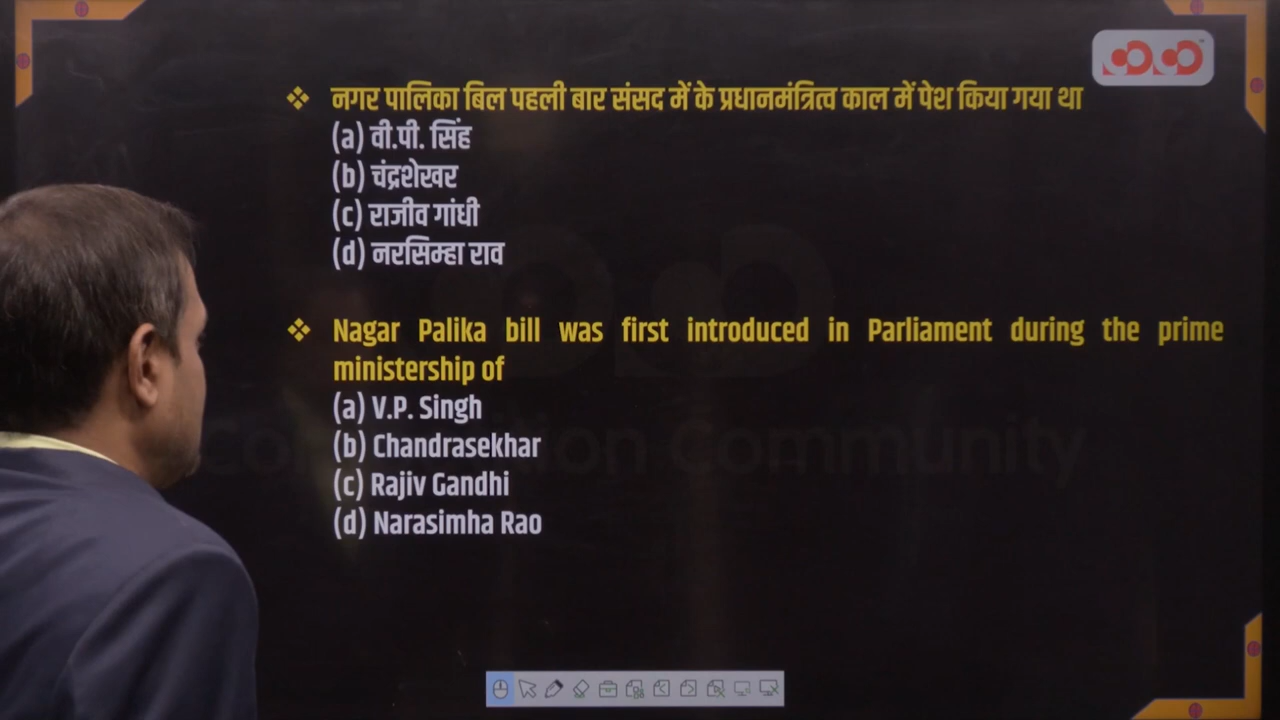 ❖ नगर पालिका बिल पहली बार संसद में के प्रधानमंत्रित्व काल में पेश किया गया था
(a) वी.पी. सिंह
(b) चंद्रशेखर
(c) राजीव गांधी
(d) नरसिम्हा राव
❖ Nagar Palika bill was first introduced in Parliament during the prime
ministership of
(a) V.P. Singh
(b) Chandrasekhar
(c) Rajiv Gandhi
(d) Narasimha Rao
Community